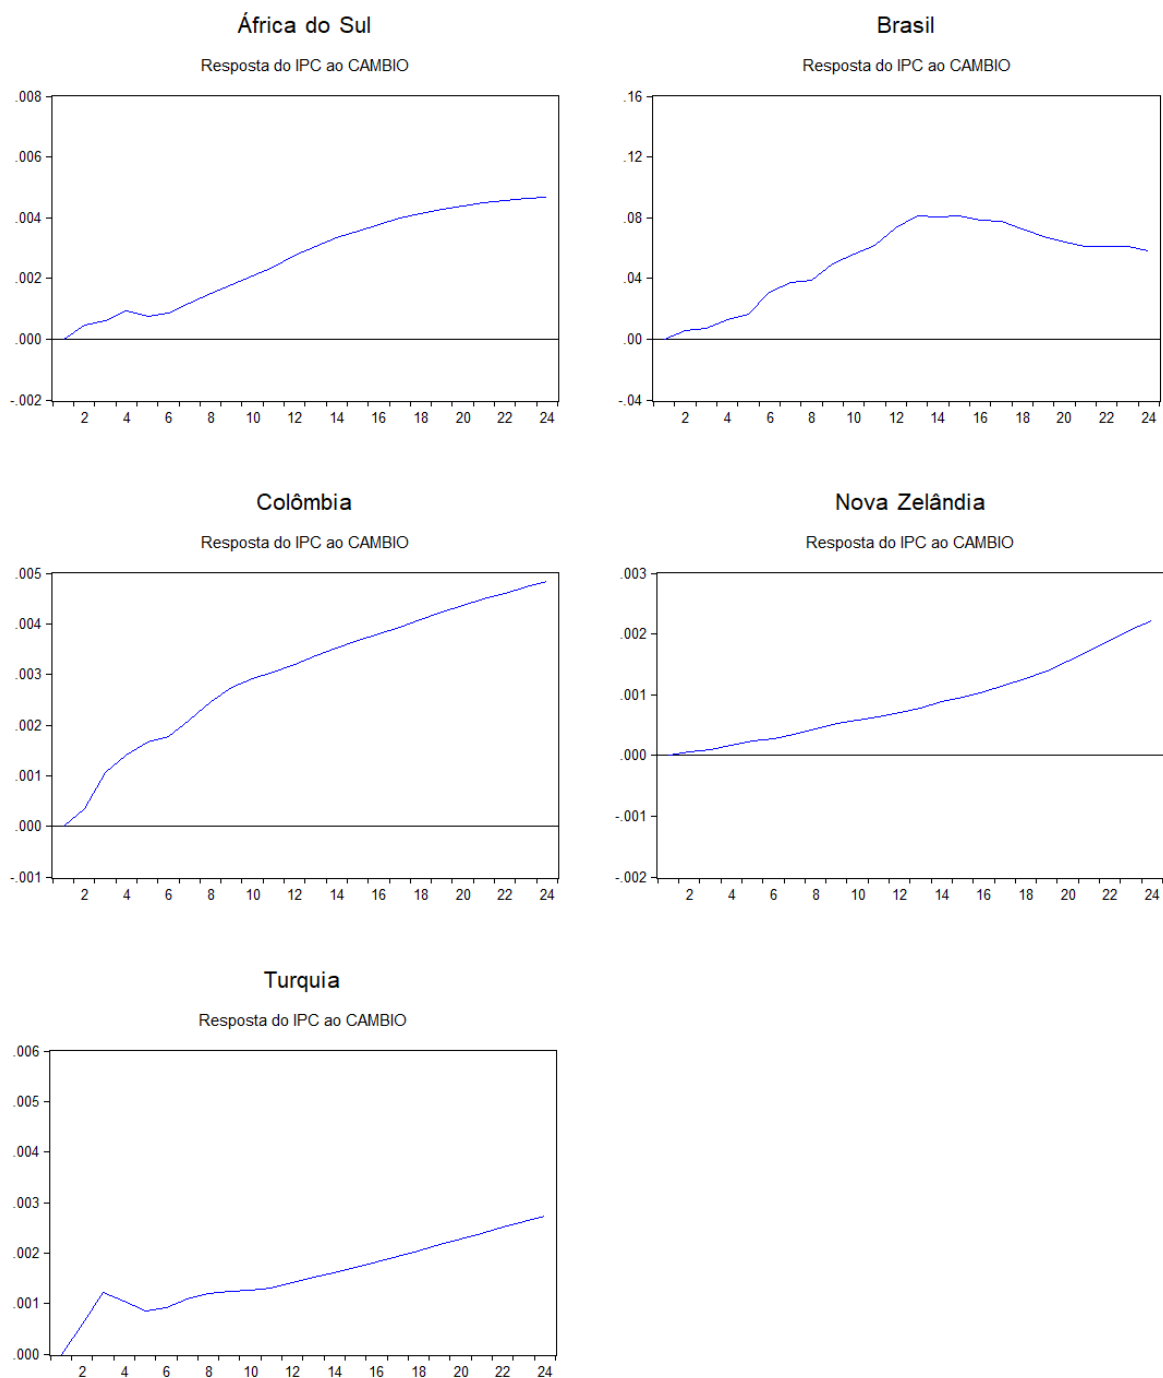 África do Sul
Resposta do IPC ao CAMBIO
.008
.006
.004
.002
.000
-.002
2 4 6 8 10 12 14 16 18 20 22 24
Brasil
Resposta do IPC ao CAMBIO
.16
.12
.08
.04
.00
-.04
2 4 6 8 10 12 14 16 18 20 22 24
Colômbia
Resposta do IPC ao CAMBIO
.005
.004
.003
.002
.001
.000
-.001
2 4 6 8 10 12 14 16 18 20 22 24
Nova Zelândia
Resposta do IPC ao CAMBIO
.003
.002
.001
.000
-.001
-.002
2 4 6 8 10 12 14 16 18 20 22 24
Turquia
Resposta do IPC ao CAMBIO
.006
.005
.004
.003
.002
.001
.000
2 4 6 8 10 12 14 16 18 20 22 24